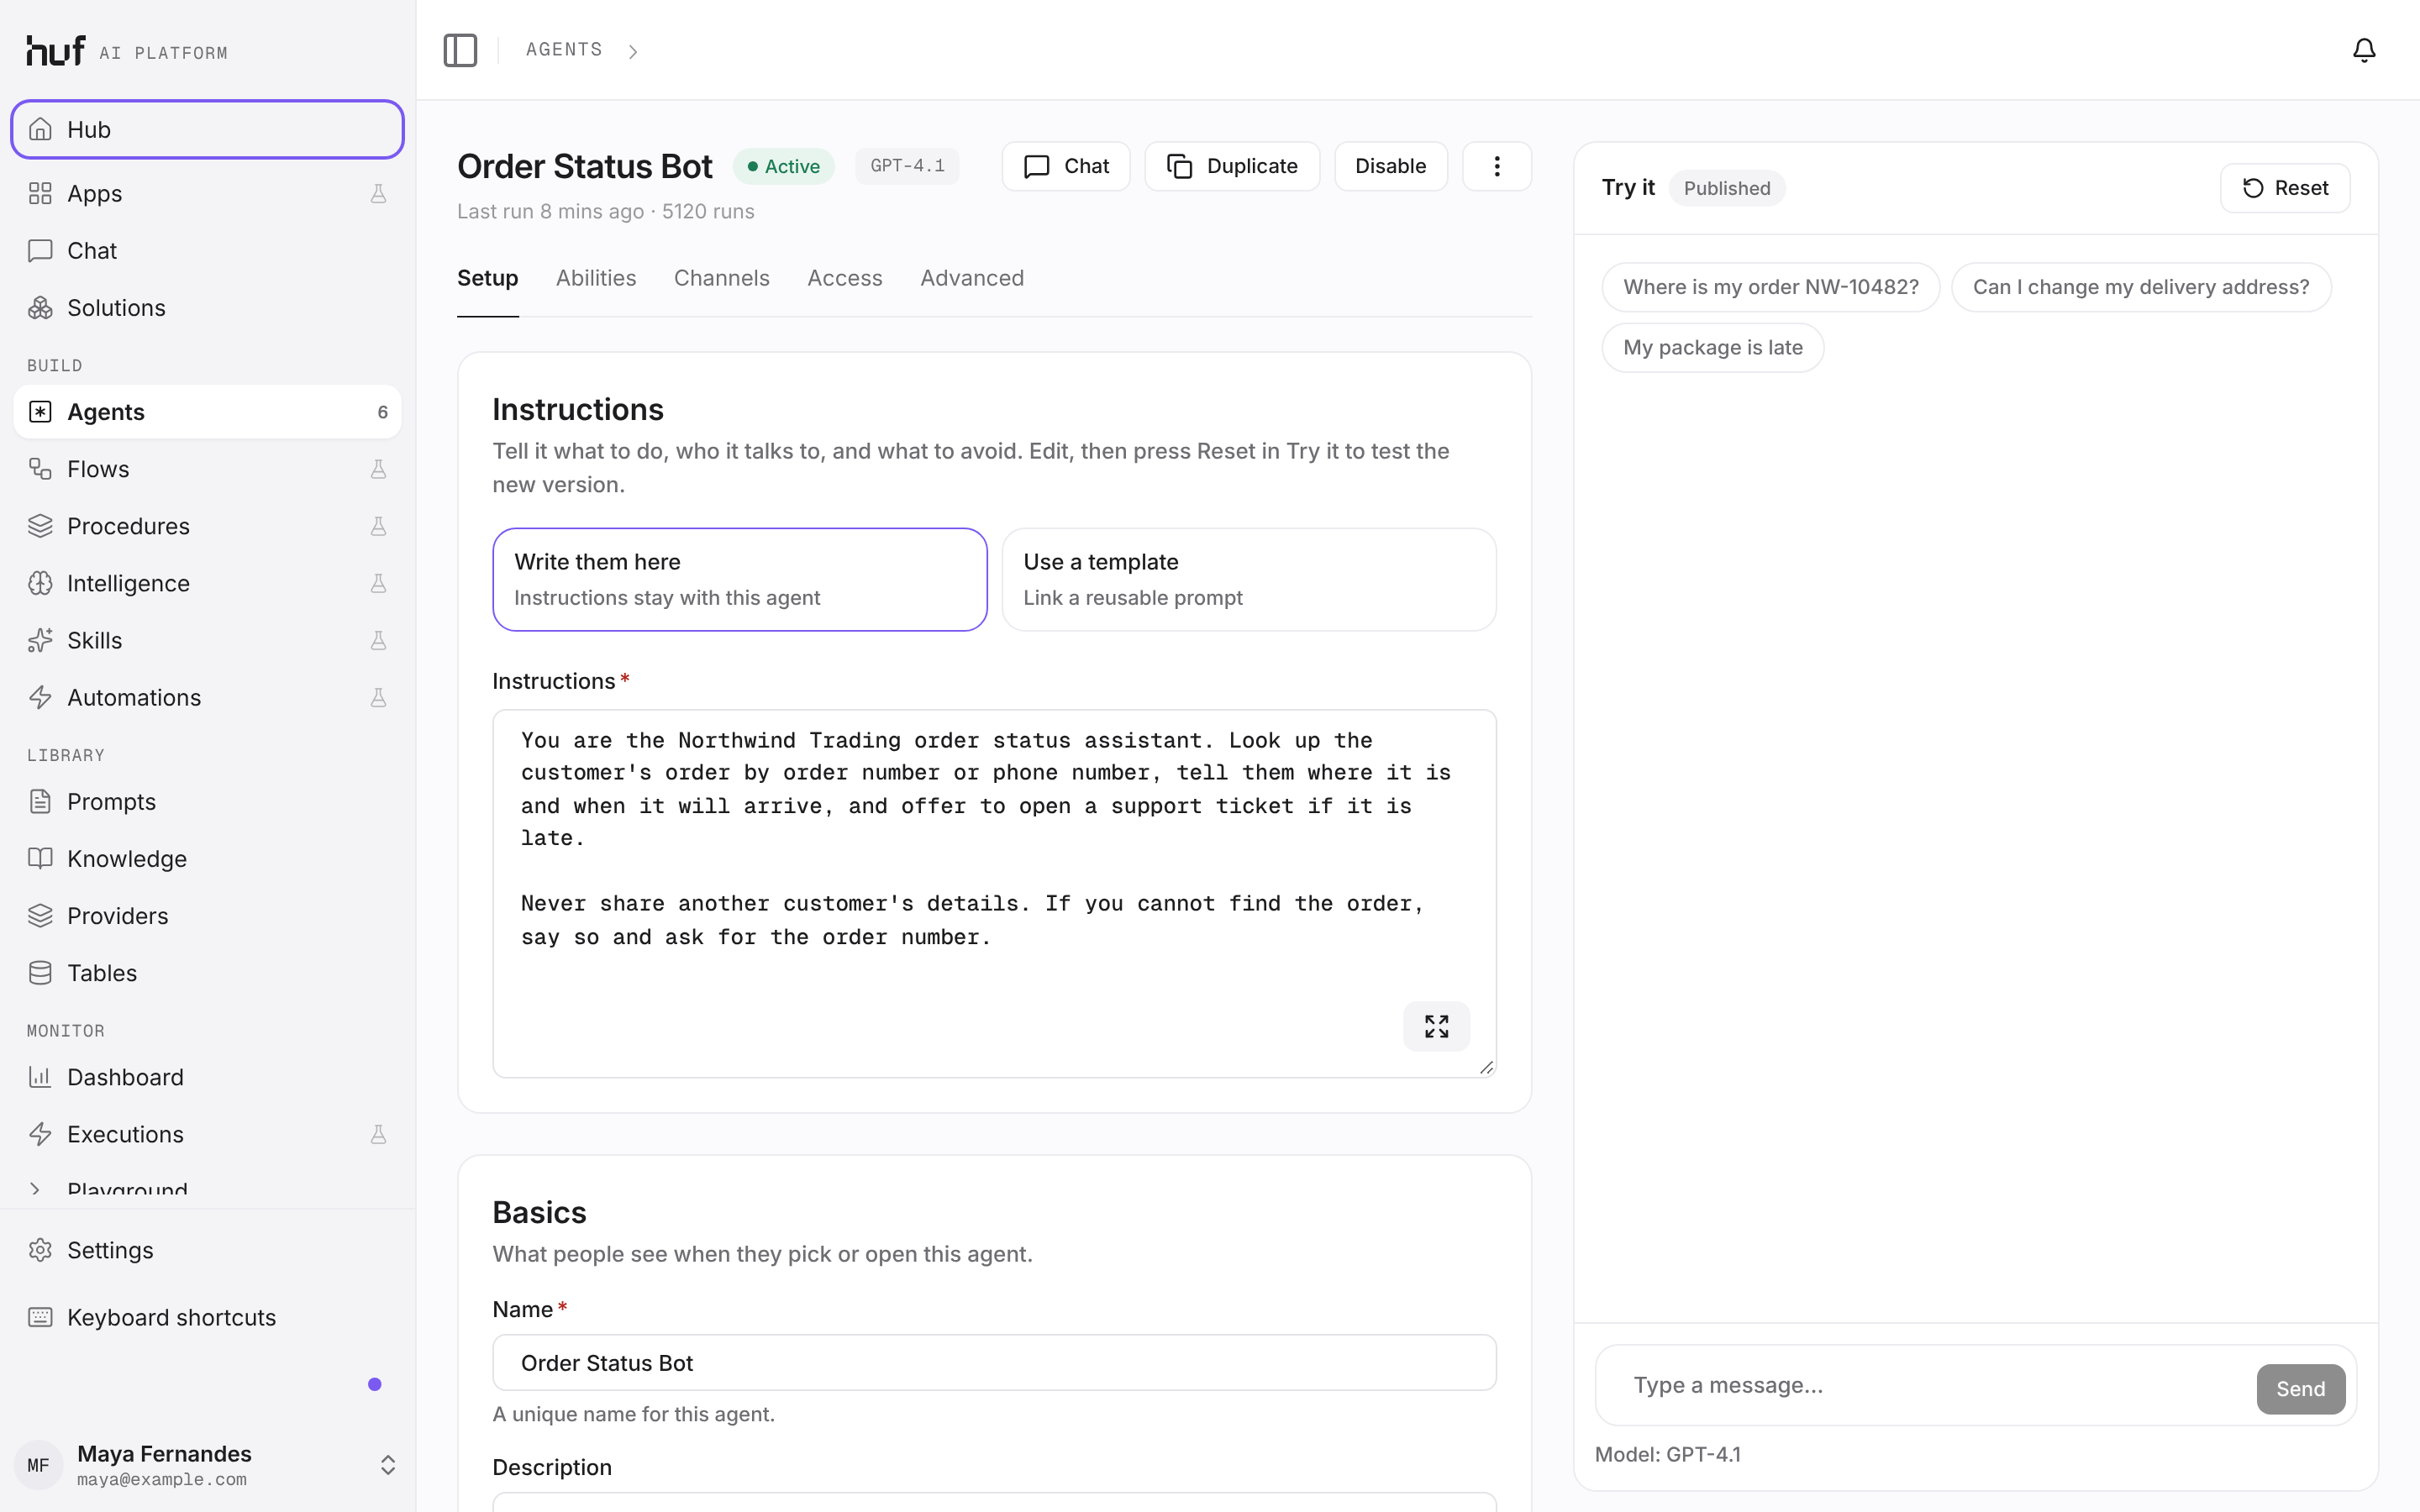 huf AI PLATFORM
Hub
Apps
Chat
Solutions
BUILD
Agents 6
Flows
Procedures
Intelligence
Skills
Automations
LIBRARY
Prompts
Knowledge
Providers
Tables
MONITOR
Dashboard
Executions
Playground
Settings
Keyboard shortcuts
MF
Maya Fernandes
maya@example.com
AGENTS
Order Status Bot
Active
GPT-4.1
Chat
Duplicate
Disable
Last run 8 mins ago · 5120 runs
Setup
Abilities
Channels
Access
Advanced
Instructions
Tell it what to do, who it talks to, and what to avoid. Edit, then press Reset in Try it to test the
new version.
Write them here
Instructions stay with this agent
Use a template
Link a reusable prompt
Instructions *
You are the Northwind Trading order status assistant. Look up the
customer's order by order number or phone number, tell them where it is
and when it will arrive, and offer to open a support ticket if it is
late.
Never share another customer's details. If you cannot find the order,
say so and ask for the order number.
Basics
What people see when they pick or open this agent.
Name *
Order Status Bot
A unique name for this agent.
Description
Try it
Published
Reset
Where is my order NW-10482?
Can I change my delivery address?
My package is late
Type a message...
Send
Model: GPT-4.1